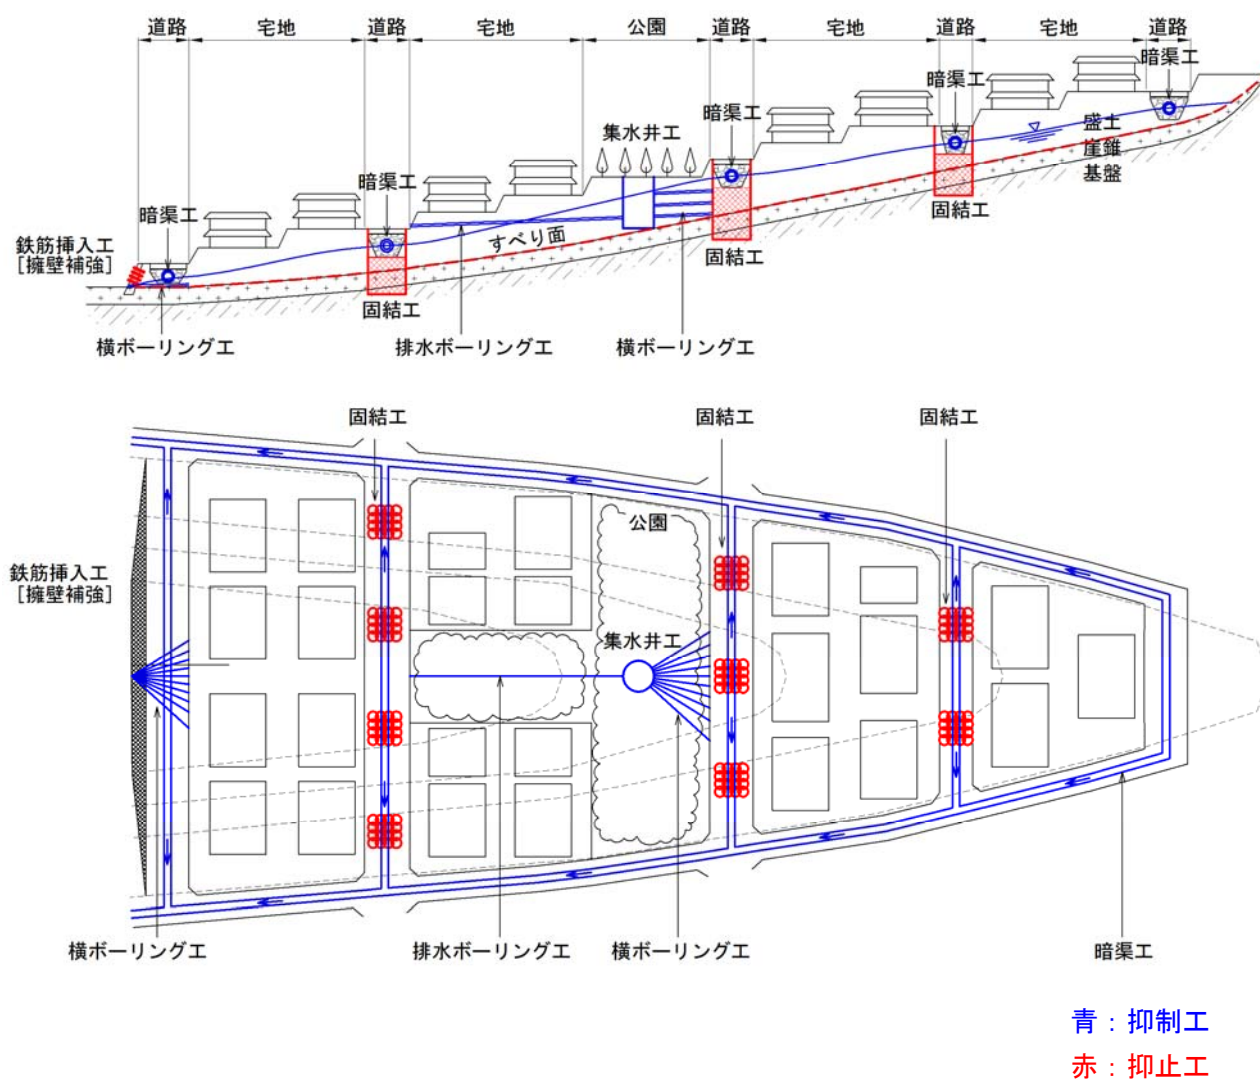 道路 宅地 道路 宅地 公園 道路 宅地 道路 宅地 道路
暗渠工
暗渠工
暗渠工
集水井工
盛土
崖錐
基盤
暗渠工
暗渠工
鉄筋挿入工
[擁壁補強]
すべり面
固結工
固結工
固結工
横ボーリング工 排水ボーリング工 横ボーリング工
固結工 固結工 固結工
公園
鉄筋挿入工
[擁壁補強]
集水井工
横ボーリング工 排水ボーリング工 横ボーリング工 暗渠工
青：抑制工
赤：抑止工